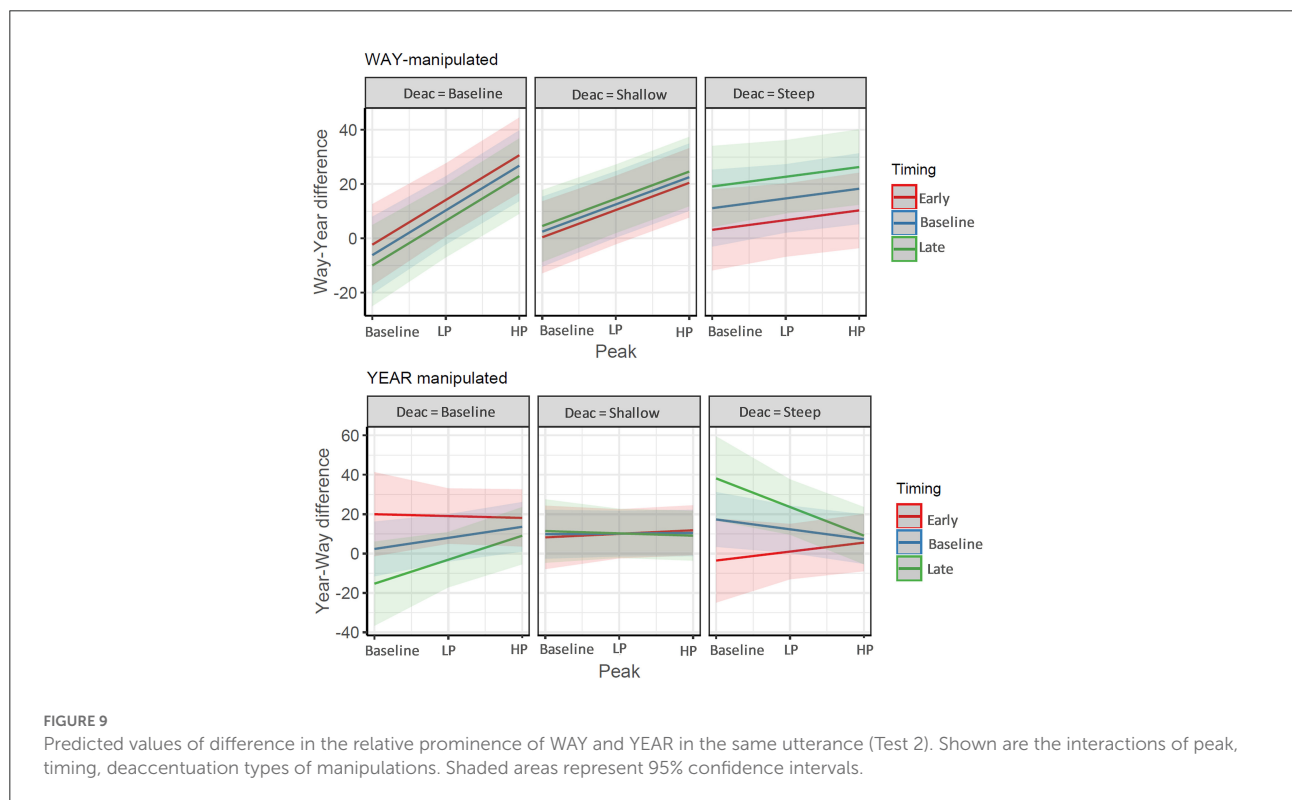 WAY-manipulated
Deac = Baseline
Deac = Shallow
Deac = Steep
Way-Year difference
40
20
0
-20
Baseline LP HP
Baseline LP HP
Baseline LP HP
Peak
Timing
Early
Baseline
Late
YEAR manipulated
Deac = Baseline
Deac = Shallow
Deac = Steep
Year-Way difference
60
40
20
0
-20
-40
Baseline LP HP
Baseline LP HP
Baseline LP HP
Peak
Timing
Early
Baseline
Late
FIGURE 9
Predicted values of difference in the relative prominence of WAY and YEAR in the same utterance (Test 2). Shown are the interactions of peak,
timing, deaccentuation types of manipulations. Shaded areas represent 95% confidence intervals.